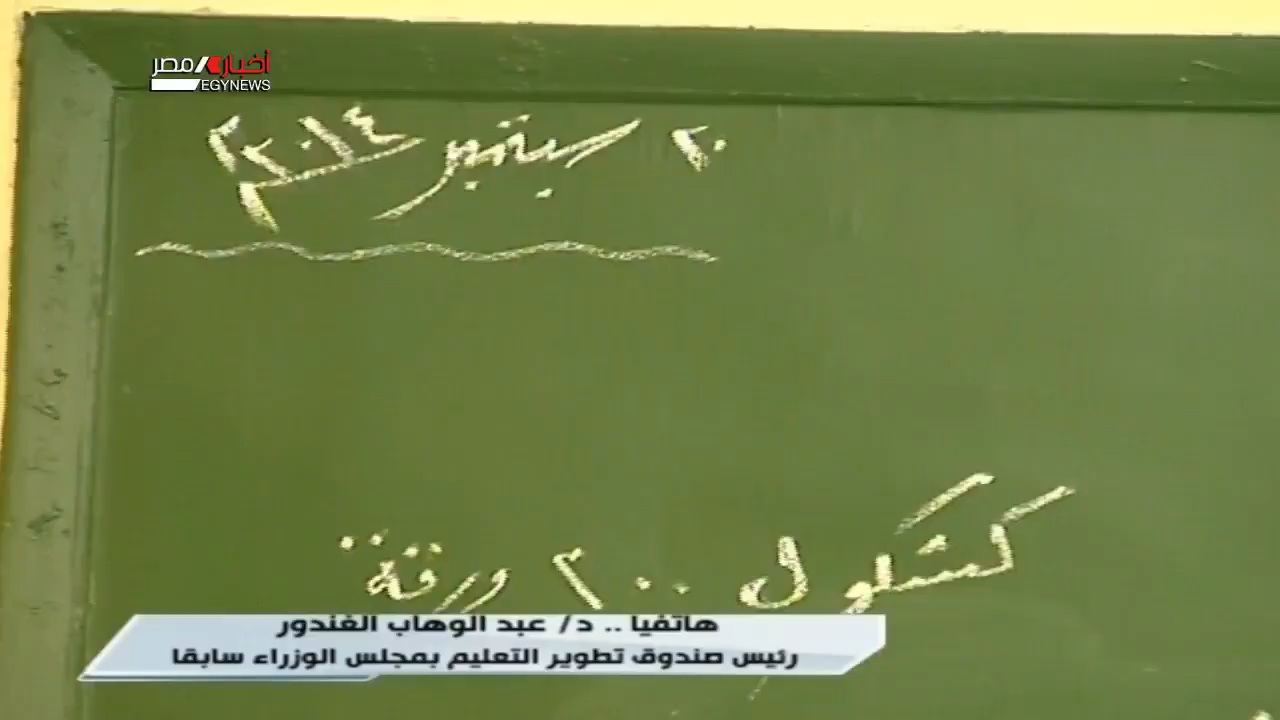 أخبار مصر
EGYNEWS
٢٠ سبتمبر ٢٠١٤م
كشكول ٢٠٠ ورقة
هاتفيا .. د/ عبد الوهاب الغندور
رئيس صندوق تطوير التعليم بمجلس الوزراء سابقا